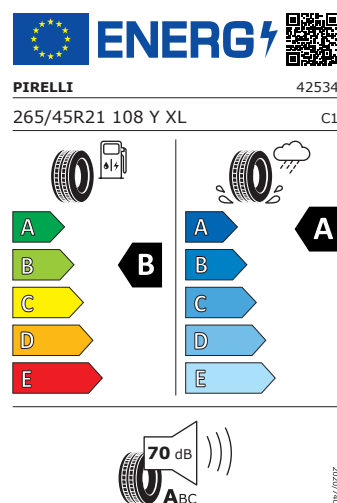 ENERG
PIRELLI
42534
265/45R21 108 Y XL
C1
A
B
C
D
E
B
A
B
C
D
E
A
70 dB
ABC
2020/740